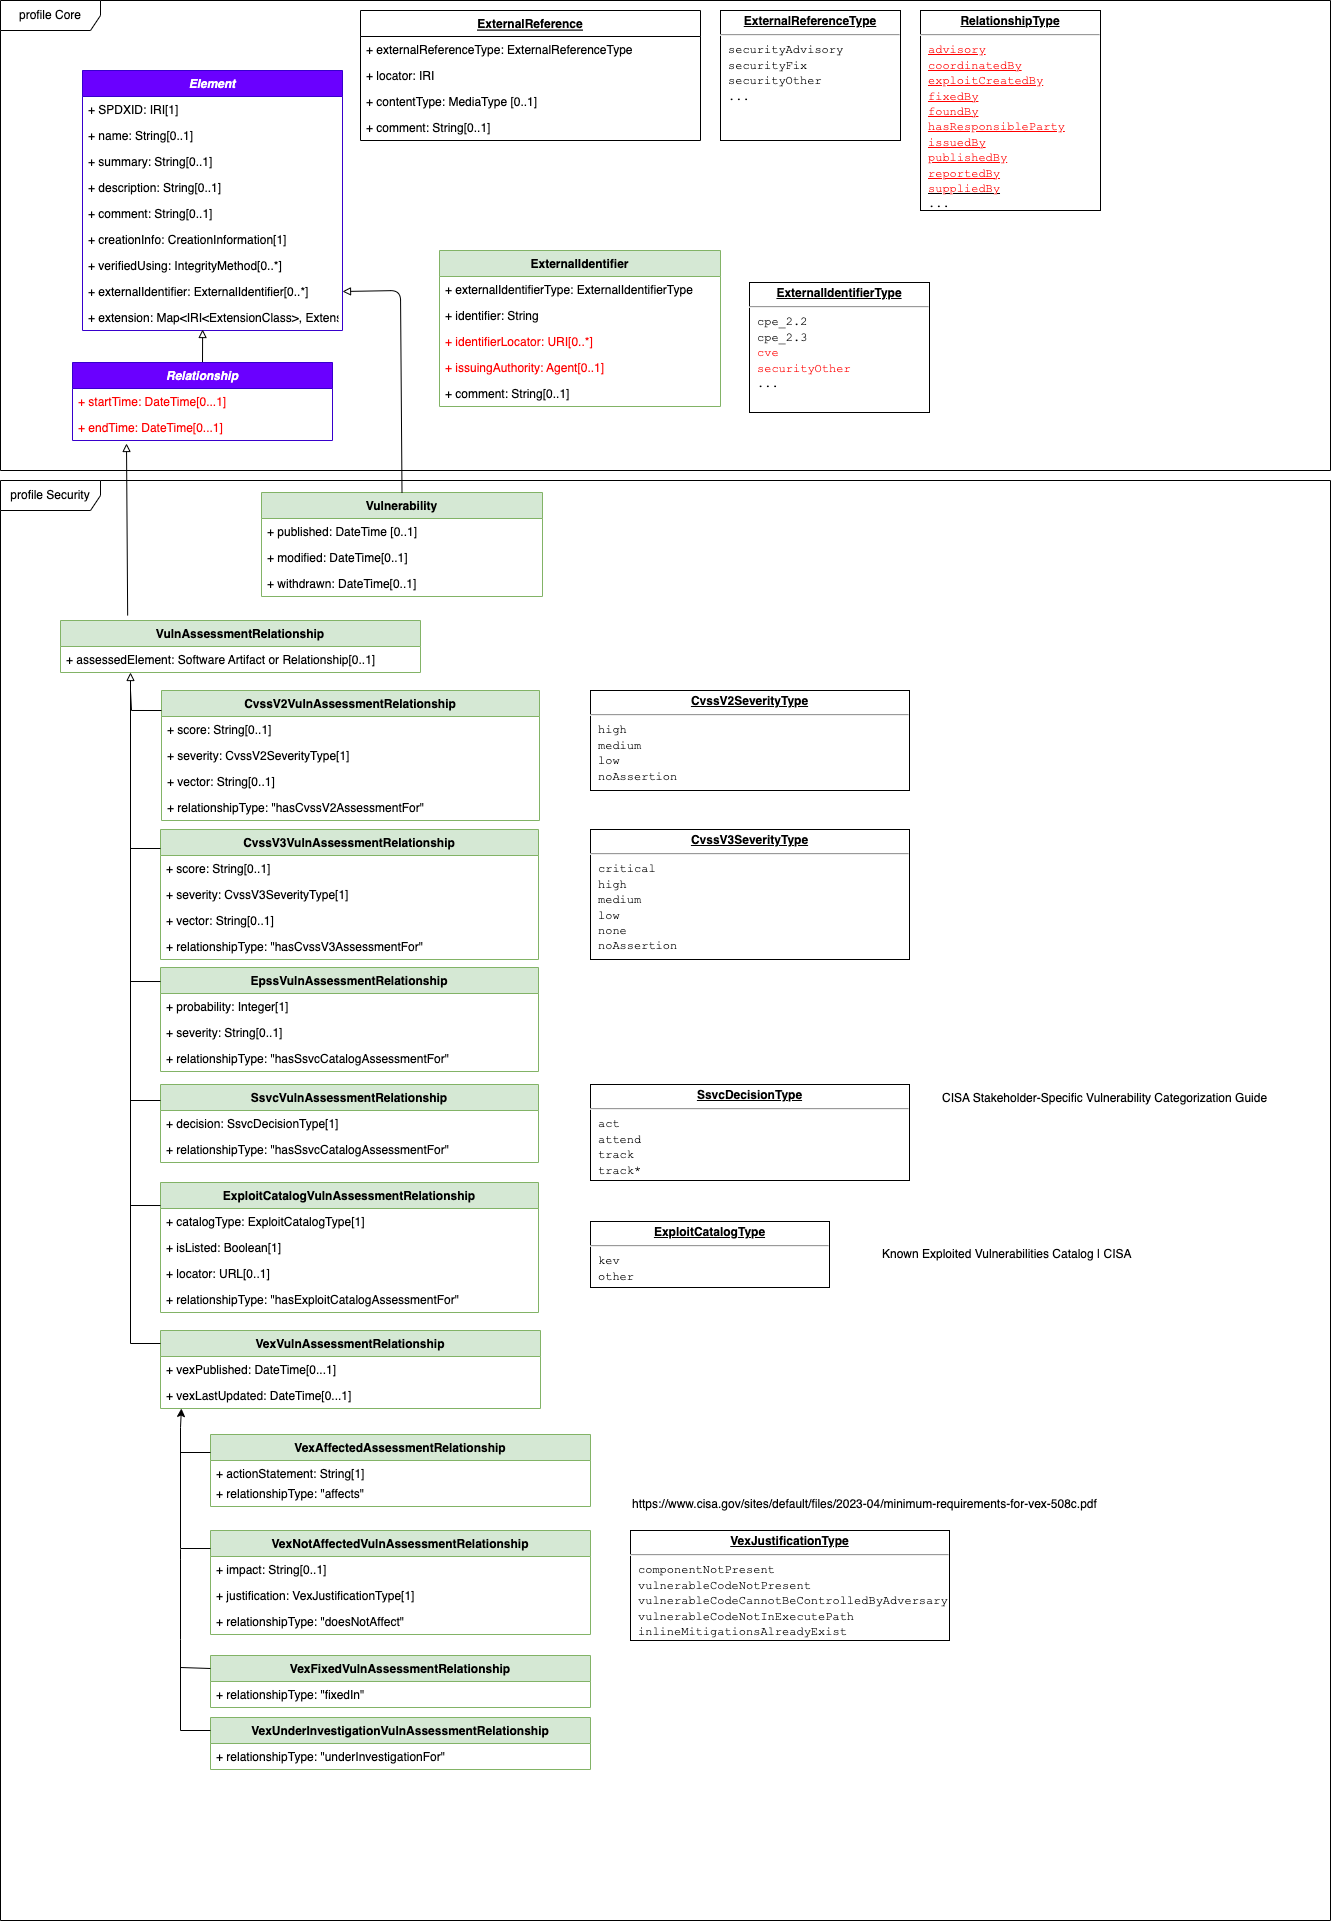 profile Core
Element
+ SPDXID: IRI[1]
+ name: String[0..1]
+ summary: String[0..1]
+ description: String[0..1]
+ comment: String[0..1]
+ creationInfo: CreationInformation[1]
+ verifiedUsing: IntegrityMethod[0..*]
+ externalIdentifier: ExternalIdentifier[0..*]
+ extension: Map<IRI<ExtensionClass>, Extens
Relationship
+ startTime: DateTime[0...1]
+ endTime: DateTime[0...1]
ExternalReference
+ externalReferenceType: ExternalReferenceType
+ locator: IRI
+ contentType: MediaType [0..1]
+ comment: String[0..1]
ExternalReferenceType
securityAdvisory
securityFix
securityOther
...
RelationshipType
advisory
coordinatedBy
exploitCreatedBy
fixedBy
foundBy
hasResponsibleParty
issuedBy
publishedBy
reportedBy
suppliedBy
...
ExternalIdentifier
+ externalIdentifierType: ExternalIdentifierType
+ identifier: String
+ identifierLocator: URI[0..*]
+ issuingAuthority: Agent[0..1]
+ comment: String[0..1]
ExternalIdentifierType
cpe_2.2
cpe_2.3
cve
securityOther
...
profile Security
Vulnerability
+ published: DateTime [0..1]
+ modified: DateTime[0..1]
+ withdrawn: DateTime[0..1]
VulnAssessmentRelationship
+ assessedElement: Software Artifact or Relationship[0..1]
CvssV2VulnAssessmentRelationship
+ score: String[0..1]
+ severity: CvssV2SeverityType[1]
+ vector: String[0..1]
+ relationshipType: "hasCvssV2AssessmentFor"
CvssV2SeverityType
high
medium
low
noAssertion
CvssV3VulnAssessmentRelationship
+ score: String[0..1]
+ severity: CvssV3SeverityType[1]
+ vector: String[0..1]
+ relationshipType: "hasCvssV3AssessmentFor"
CvssV3SeverityType
critical
high
medium
low
none
noAssertion
EpssVulnAssessmentRelationship
+ probability: Integer[1]
+ severity: String[0..1]
+ relationshipType: "hasSsvcCatalogAssessmentFor"
SsvcVulnAssessmentRelationship
+ decision: SsvcDecisionType[1]
+ relationshipType: "hasSsvcCatalogAssessmentFor"
SsvcDecisionType
act
attend
track
track*
CISA Stakeholder-Specific Vulnerability Categorization Guide
ExploitCatalogVulnAssessmentRelationship
+ catalogType: ExploitCatalogType[1]
+ isListed: Boolean[1]
+ locator: URL[0..1]
+ relationshipType: "hasExploitCatalogAssessmentFor"
ExploitCatalogType
kev
other
Known Exploited Vulnerabilities Catalog | CISA
VexVulnAssessmentRelationship
+ vexPublished: DateTime[0...1]
+ vexLastUpdated: DateTime[0...1]
VexAffectedAssessmentRelationship
+ actionStatement: String[1]
+ relationshipType: "affects"
https://www.cisa.gov/sites/default/files/2023-04/minimum-requirements-for-vex-508c.pdf
VexNotAffectedVulnAssessmentRelationship
+ impact: String[0..1]
+ justification: VexJustificationType[1]
+ relationshipType: "doesNotAffect"
VexJustificationType
componentNotPresent
vulnerableCodeNotPresent
vulnerableCodeCannotBeControlledByAdversary
vulnerableCodeNotInExecutePath
inlineMitigationsAlreadyExist
VexFixedVulnAssessmentRelationship
+ relationshipType: "fixedIn"
VexUnderInvestigationVulnAssessmentRelationship
+ relationshipType: "underInvestigationFor"